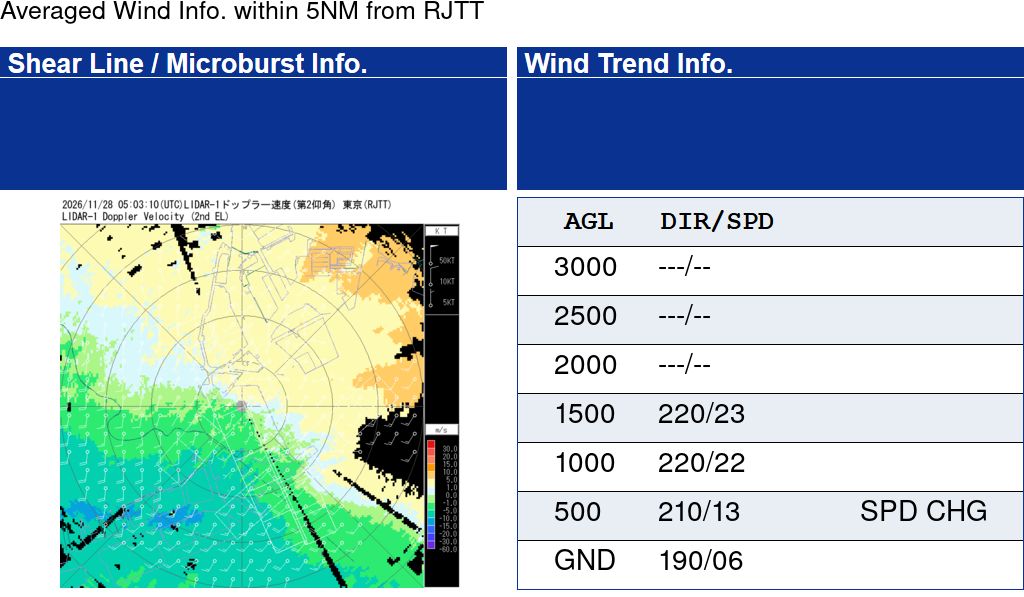 Averaged Wind Info. within 5NM from RJTT
Shear Line / Microburst Info.
Wind Trend Info.
2026/11/28 05:03:10(UTC)LIDAR-1ドップラー速度(第2仰角) 東京(RJTT)
LIDAR-1 Doppler Velocity (2nd EL)
KT
50KT
10KT
5KT
m/s
30.0
20.0
15.0
10.0
5.0
1.0
0.0
-1.0
-5.0
-10.0
-15.0
-20.0
-30.0
-60.0
AGL DIR/SPD
3000 ---/--
2500 ---/--
2000 ---/--
1500 220/23
1000 220/22
500 210/13 SPD CHG
GND 190/06